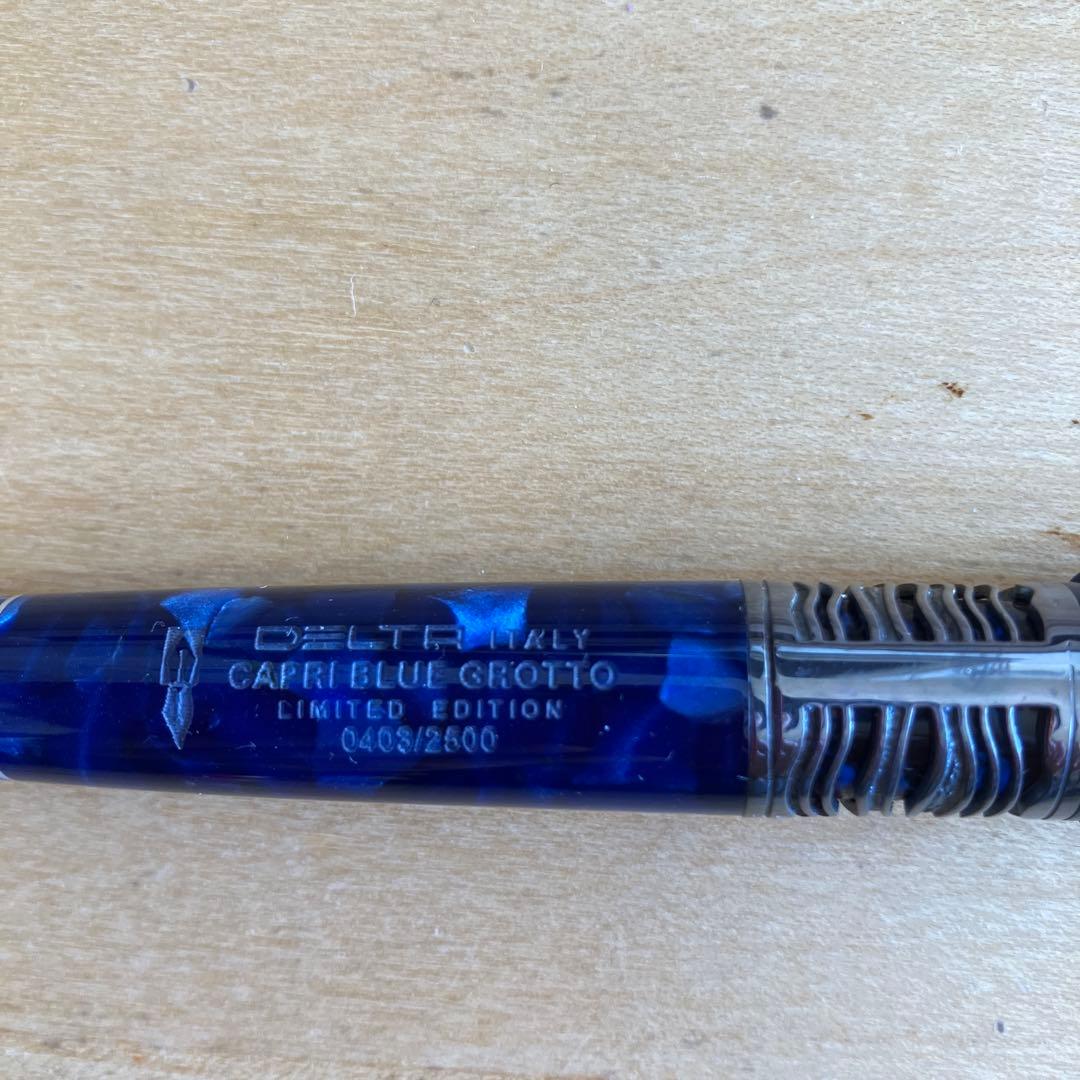 DELTA ITALY
CAPRI BLUE GROTTO
LIMITED EDITION
0403/2500